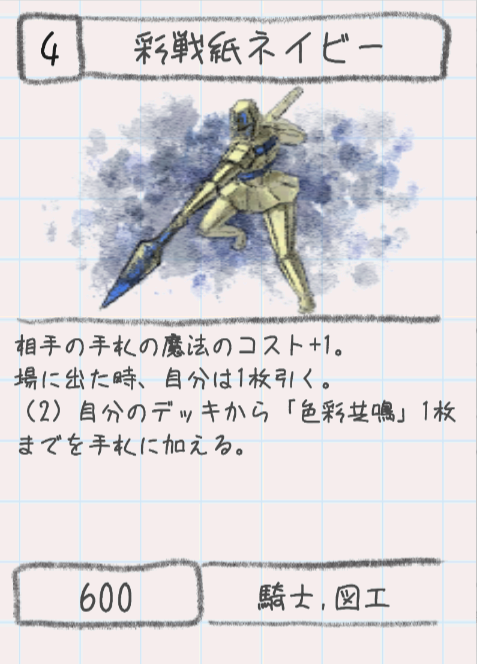 4
彩戦紙ネイビー
相手の手札の魔法のコスト+1。
場に出た時、自分は1枚引く。
（2）自分のデッキから「色彩共鳴」1枚
までを手札に加える。
600
騎士,図工